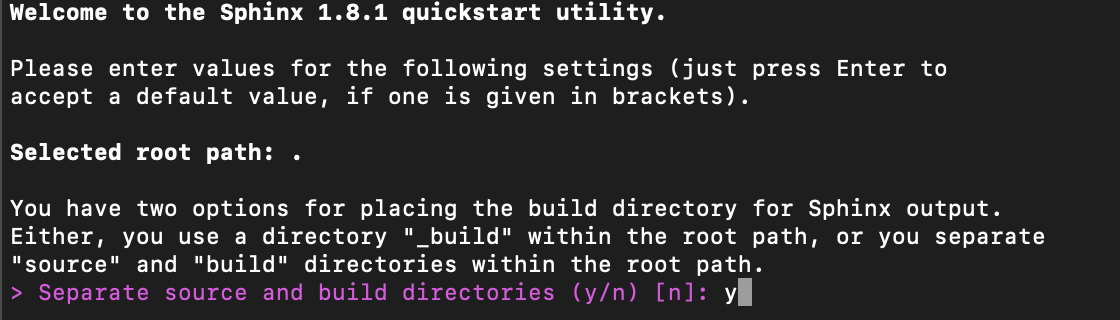 Welcome to the Sphinx 1.8.1 quickstart utility.
Please enter values for the following settings (just press Enter to
accept a default value, if one is given in brackets).
Selected root path: .
You have two options for placing the build directory for Sphinx output.
Either, you use a directory "_build" within the root path, or you separate
"source" and "build" directories within the root path.
> Separate source and build directories (y/n) [n]: y